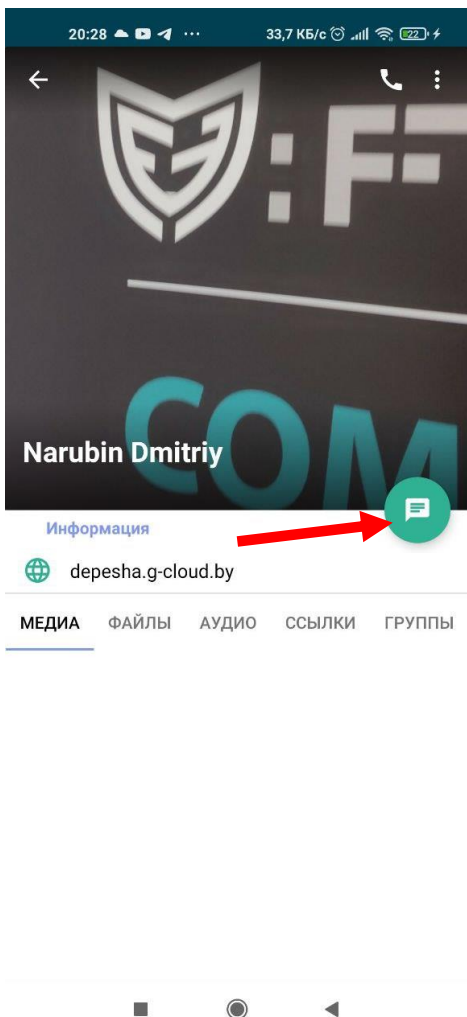 20:28 ... 33,7 КБ/с 22
: F
COM
Narubin Dmitriy
Информация
depesha.g-cloud.by
МЕДИА ФАЙЛЫ АУДИО ССЫЛКИ ГРУППЫ